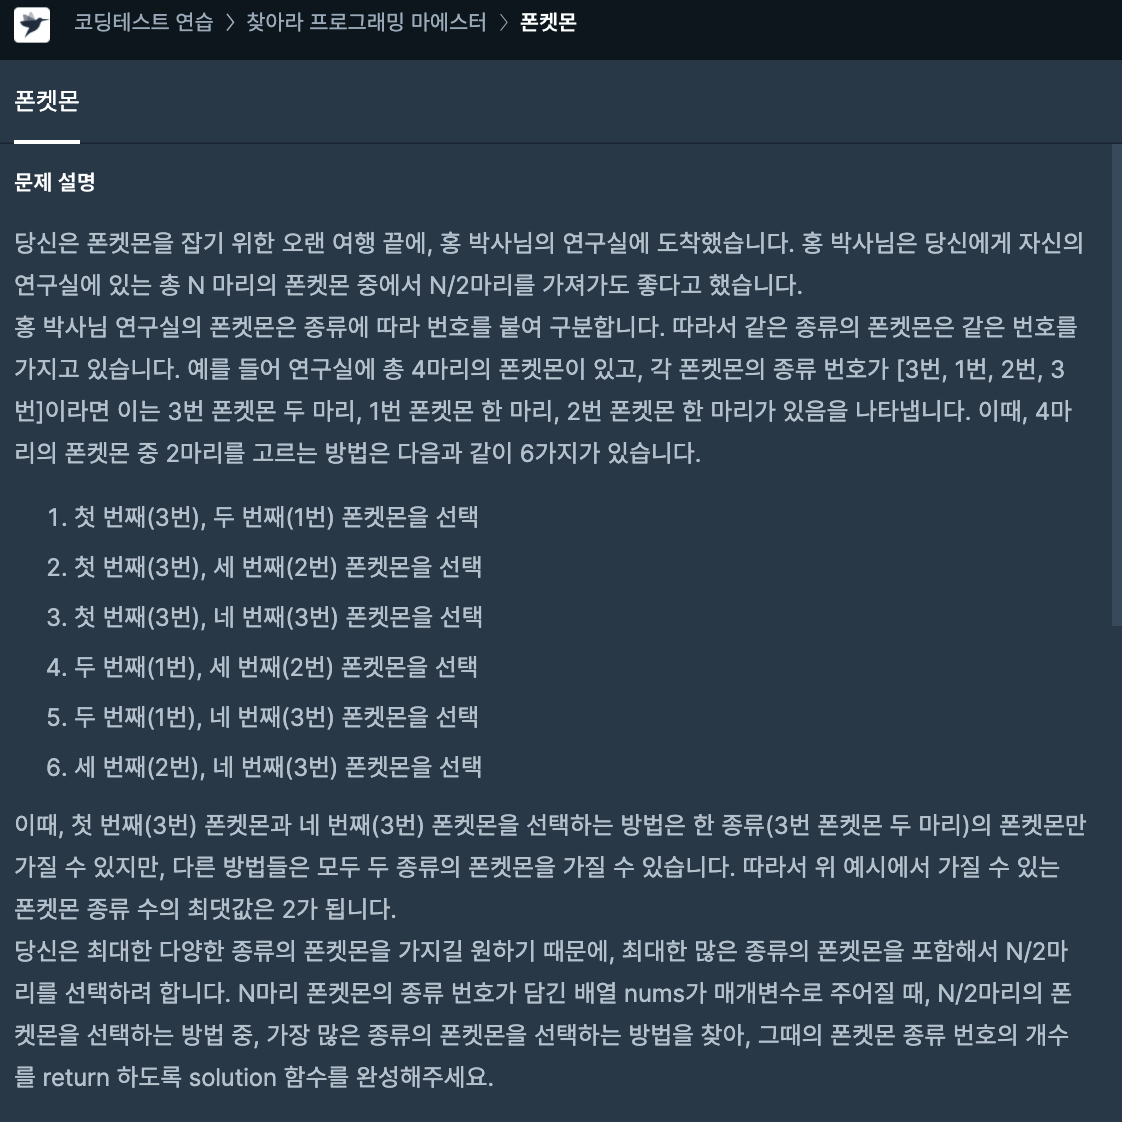 코딩테스트 연습 > 찾아라 프로그래밍 마에스터 > 폰켓몬
폰켓몬
문제 설명
당신은 폰켓몬을 잡기 위한 오랜 여행 끝에, 홍 박사님의 연구실에 도착했습니다. 홍 박사님은 당신에게 자신의
연구실에 있는 총 N 마리의 폰켓몬 중에서 N/2마리를 가져가도 좋다고 했습니다.
홍 박사님 연구실의 폰켓몬은 종류에 따라 번호를 붙여 구분합니다. 따라서 같은 종류의 폰켓몬은 같은 번호를
가지고 있습니다. 예를 들어 연구실에 총 4마리의 폰켓몬이 있고, 각 폰켓몬의 종류 번호가 [3번, 1번, 2번, 3
번]이라면 이는 3번 폰켓몬 두 마리, 1번 폰켓몬 한 마리, 2번 폰켓몬 한 마리가 있음을 나타냅니다. 이때, 4마
리의 폰켓몬 중 2마리를 고르는 방법은 다음과 같이 6가지가 있습니다.
1. 첫 번째(3번), 두 번째(1번) 폰켓몬을 선택
2. 첫 번째(3번), 세 번째(2번) 폰켓몬을 선택
3. 첫 번째(3번), 네 번째(3번) 폰켓몬을 선택
4. 두 번째(1번), 세 번째(2번) 폰켓몬을 선택
5. 두 번째(1번), 네 번째(3번) 폰켓몬을 선택
6. 세 번째(2번), 네 번째(3번) 폰켓몬을 선택
이때, 첫 번째(3번) 폰켓몬과 네 번째(3번) 폰켓몬을 선택하는 방법은 한 종류(3번 폰켓몬 두 마리)의 폰켓몬만
가질 수 있지만, 다른 방법들은 모두 두 종류의 폰켓몬을 가질 수 있습니다. 따라서 위 예시에서 가질 수 있는
폰켓몬 종류 수의 최댓값은 2가 됩니다.
당신은 최대한 다양한 종류의 폰켓몬을 가지길 원하기 때문에, 최대한 많은 종류의 폰켓몬을 포함해서 N/2마
리를 선택하려 합니다. N마리 폰켓몬의 종류 번호가 담긴 배열 nums가 매개변수로 주어질 때, N/2마리의 폰
켓몬을 선택하는 방법 중, 가장 많은 종류의 폰켓몬을 선택하는 방법을 찾아, 그때의 폰켓몬 종류 번호의 개수
를 return 하도록 solution 함수를 완성해주세요.